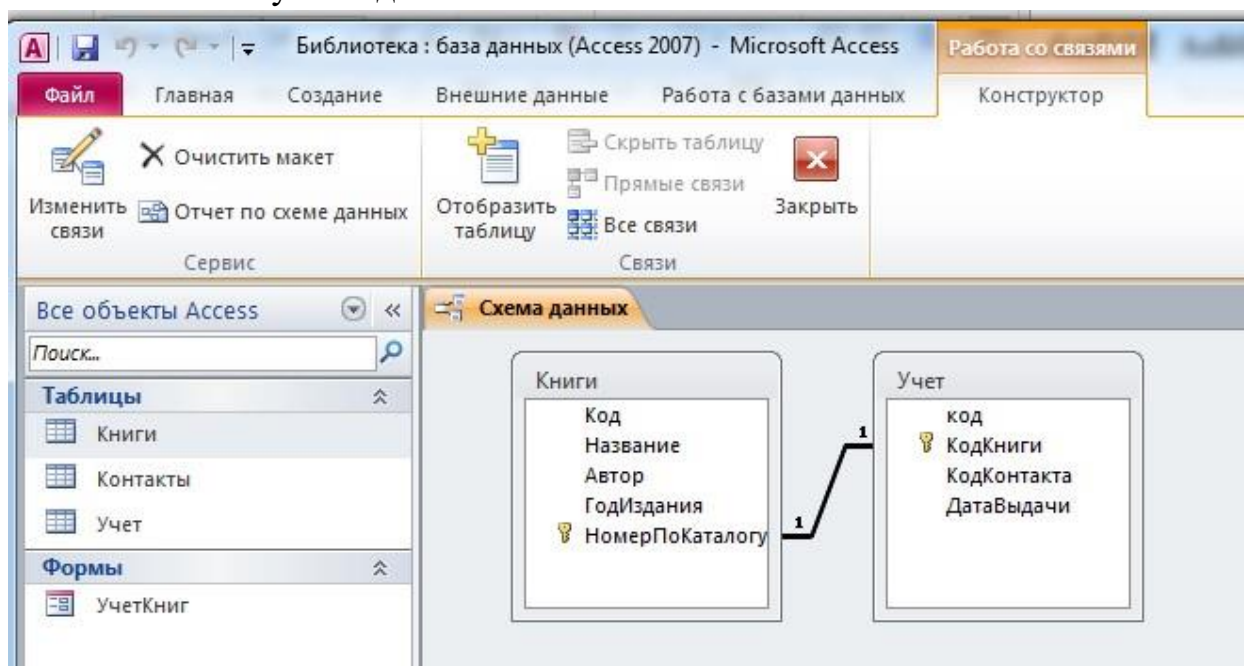 Библиотека : база данных (Access 2007) - Microsoft Access
Работа со связями
Файл Главная Создание Внешние данные Работа с базами данных Конструктор
Изменить связи
Очистить макет
Отчет по схеме данных
Сервис
Отобразить таблицу
Скрыть таблицу
Прямые связи
Все связи
Закрыть
Связи
Все объекты Access
Поиск...
Таблицы
Книги
Контакты
Учет
Формы
УчетКниг
Схема данных
Книги
Код
Название
Автор
ГодИздания
НомерПоКаталогу
1
1
Учет
код
КодКниги
КодКонтакта
ДатаВыдачи